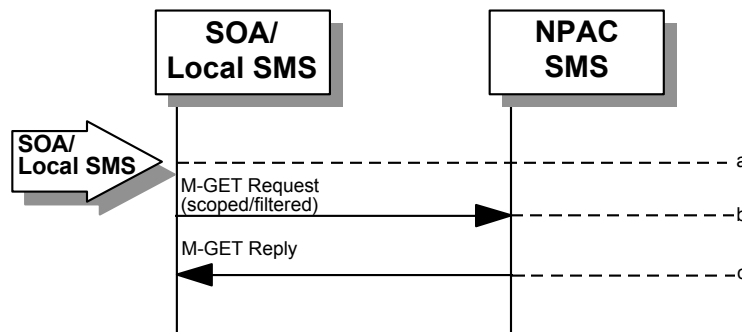 SOA/
Local SMS
NPAC
SMS
SOA/
Local SMS
a
M-GET Request
(scoped/filtered)
b
M-GET Reply